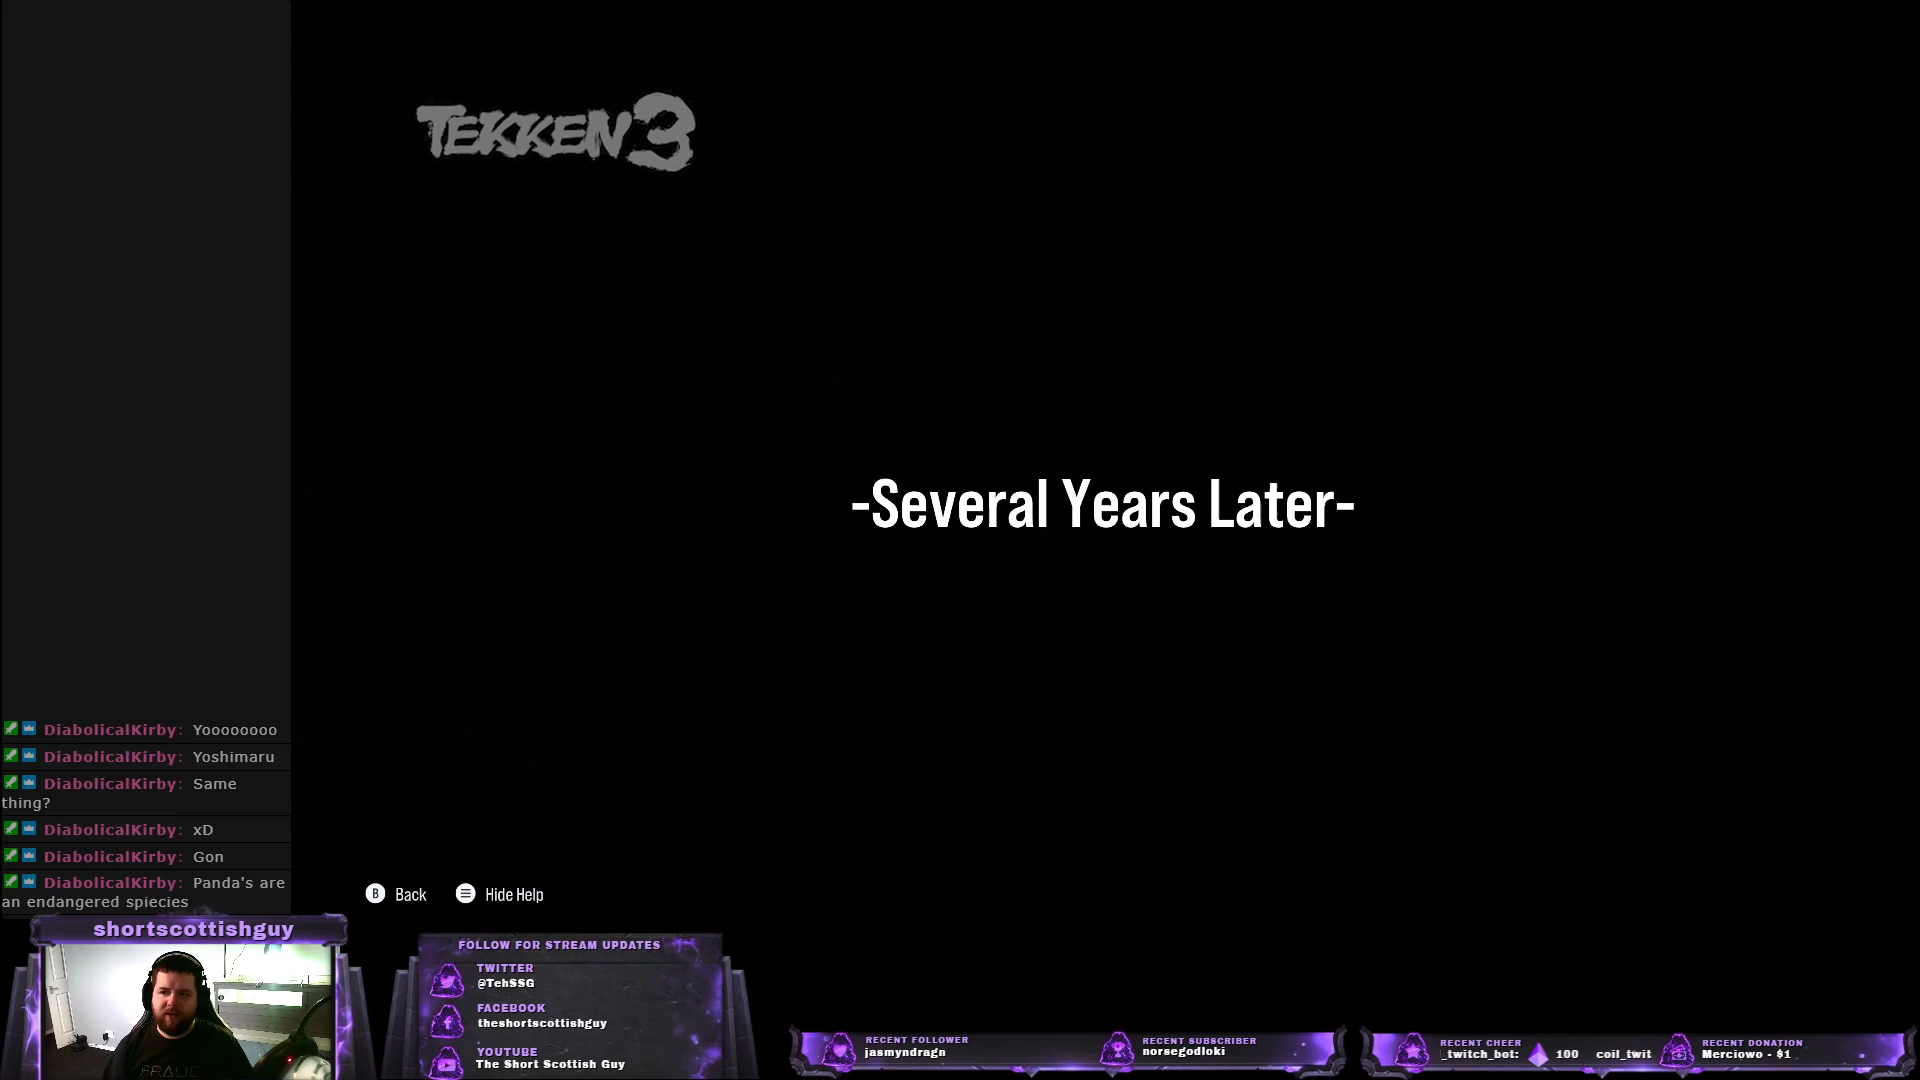 TEKKEN 3
-Several Years Later-
DiabolicalKirby: Yoooooooo
DiabolicalKirby: Yoshimaru
DiabolicalKirby: Same
thing?
DiabolicalKirby: xD
DiabolicalKirby: Gon
DiabolicalKirby: Panda's are
an endangered spiecies
B Back
Hide Help
shortscottishguy
FOLLOW FOR STREAM UPDATES
TWITTER
@TehSSG
FACEBOOK
theshortscottishguy
YOUTUBE
The Short Scottish Guy
RECENT FOLLOWER
jasmyndragn
RECENT SUBSCRIBER
norsegodloki
RECENT CHEER
_twitch_bot: 100 coil_twit
RECENT DONATION
Merciowo - $1